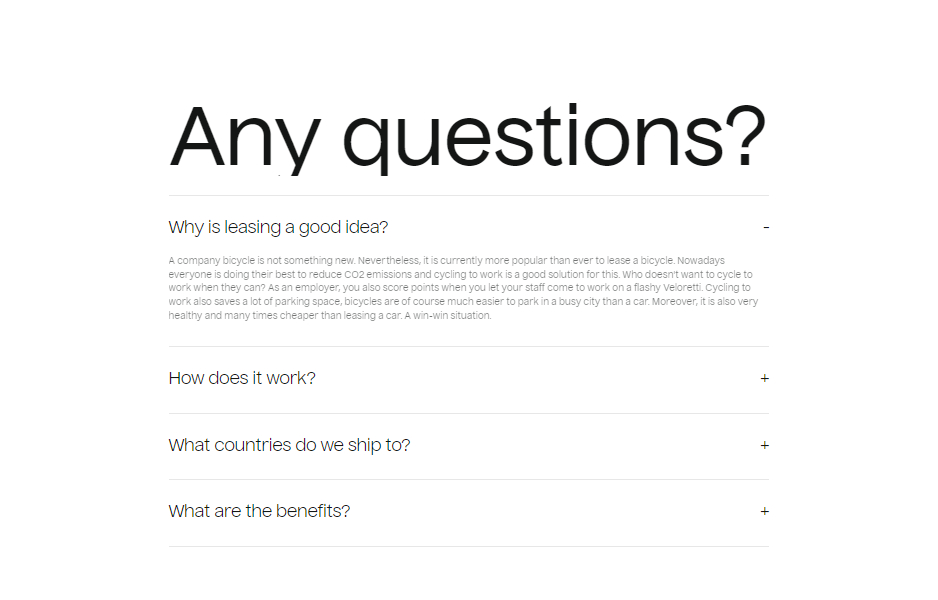 Any questions?
Why is leasing a good idea? -
A company bicycle is not something new. Nevertheless, it is currently more popular than ever to lease a bicycle. Nowadays
everyone is doing their best to reduce CO2 emissions and cycling to work is a good solution for this. Who doesn't want to cycle to
work when they can? As an employer, you also score points when you let your staff come to work on a flashy Veloretti. Cycling to
work also saves a lot of parking space, bicycles are of course much easier to park in a busy city than a car. Moreover, it is also very
healthy and many times cheaper than leasing a car. A win-win situation.
How does it work? +
What countries do we ship to? +
What are the benefits? +